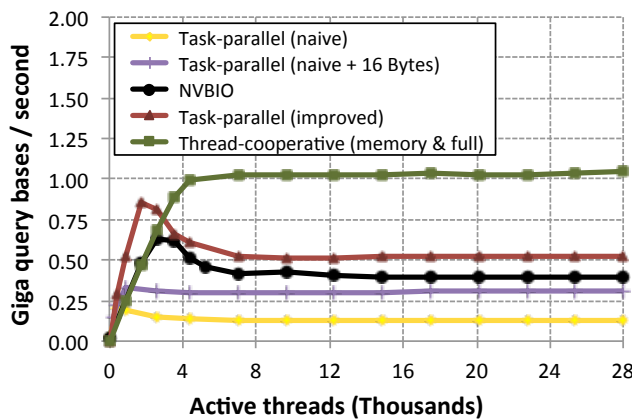 2.00
1.75
1.50
1.25
1.00
0.75
0.50
0.25
0.00
Giga query bases / second
Task-parallel (naive)
Task-parallel (naive + 16 Bytes)
NVBIO
Task-parallel (improved)
Thread-cooperative (memory & full)
0 4 8 12 16 20 24 28
Active threads (Thousands)